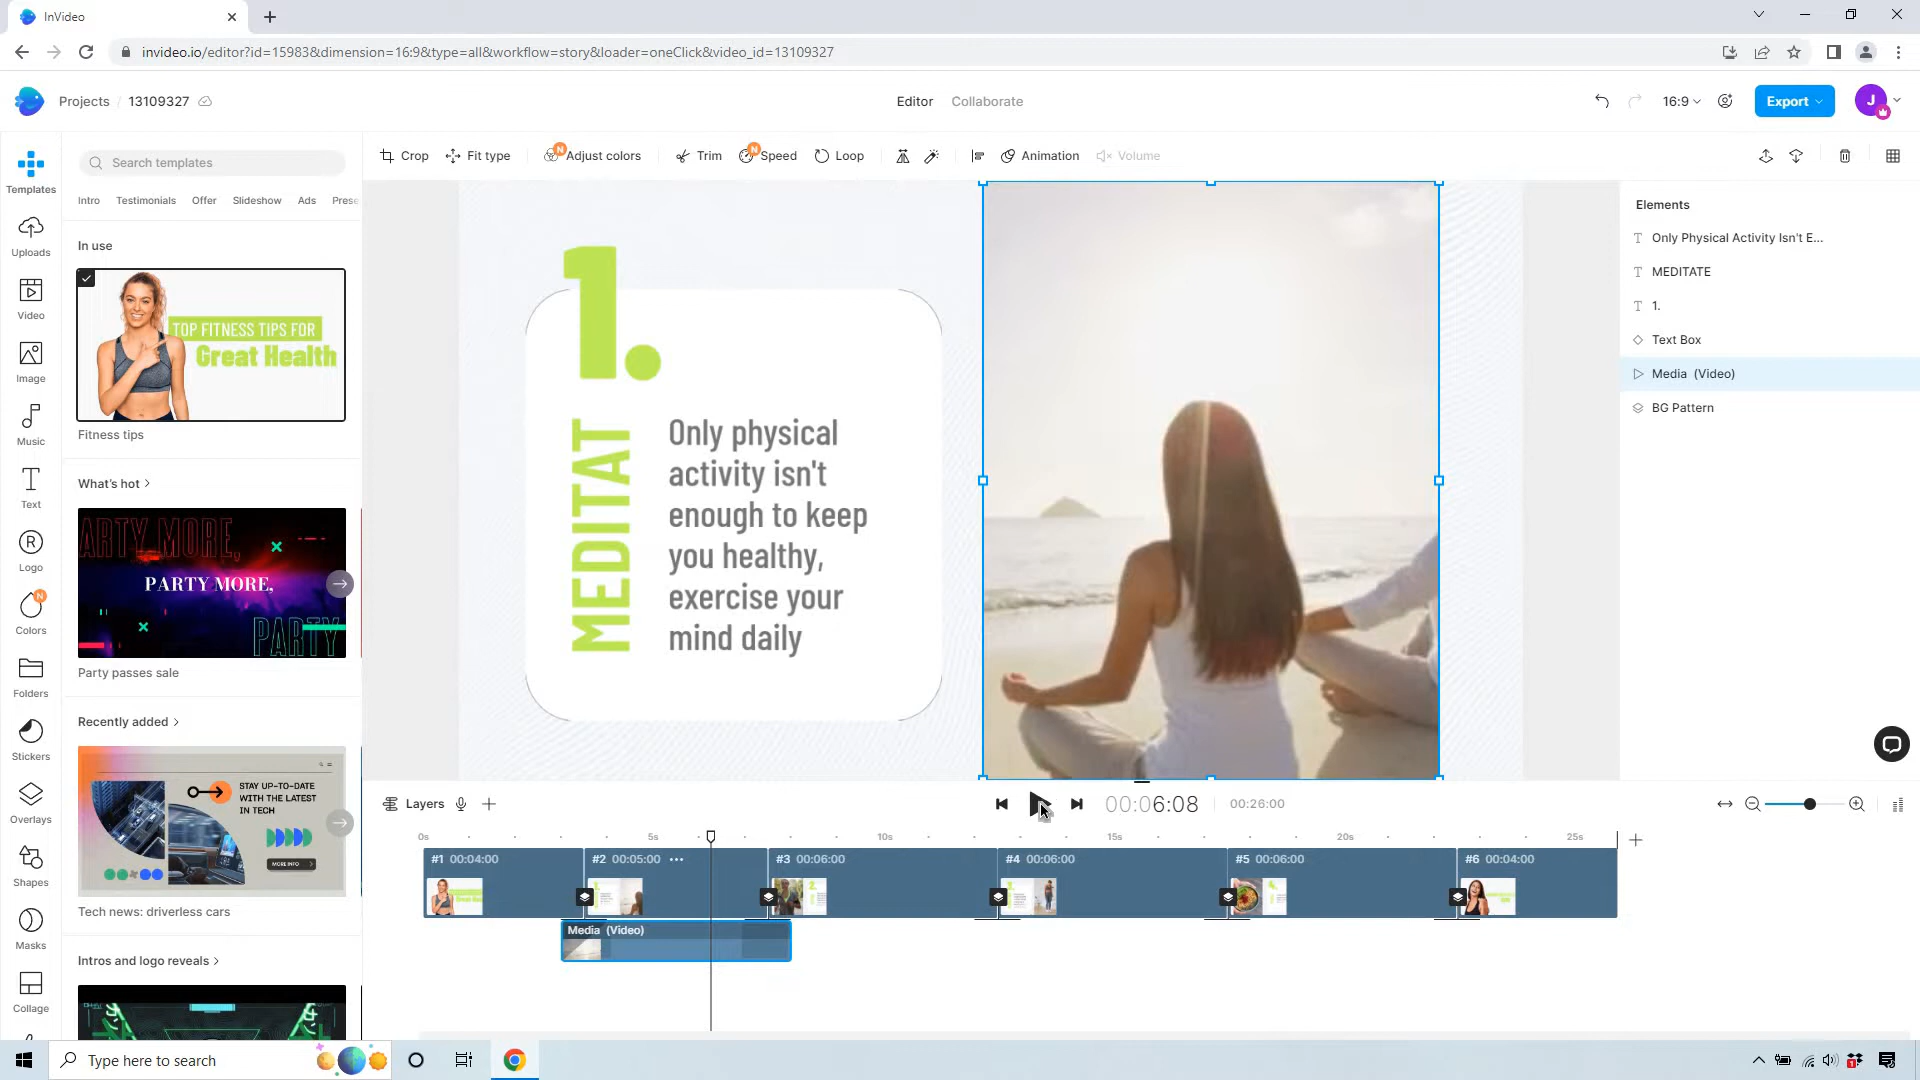 InVideo
invideo.io/editor?id=15983&dimension=16:9&type=all&workflow=story&loader=oneClick&video_id=13109327
Projects / 13109327
Editor
Collaborate
16:9
Export
J
Templates
Uploads
Video
Image
Music
Text
Logo
Colors
Folders
Stickers
Overlays
Shapes
Masks
Collage
Search templates
Intro
Testimonials
Offer
Slideshow
Ads
Prese
In use
TOP FITNESS TIPS FOR
Great Health
Fitness tips
What's hot
ARTY MORE,
PARTY MORE,
PARTY
Party passes sale
Recently added
STAY UP-TO-DATE
WITH THE LATEST
IN TECH
MORE INFO
Tech news: driverless cars
Intros and logo reveals
Crop
Fit type
N
Adjust colors
Trim
N
Speed
Loop
Animation
Volume
1.
MEDITAT
Only physical
activity isn't
enough to keep
you healthy,
exercise your
mind daily
Elements
Only Physical Activity Isn't E...
MEDITATE
1.
Text Box
Media (Video)
BG Pattern
Layers
00:06:08
00:26:00
0s
5s
10s
15s
20s
25s
#1 00:04:00
#2 00:05:00
#3 00:06:00
#4 00:06:00
#5 00:06:00
#6 00:04:00
Media (Video)
Type here to search